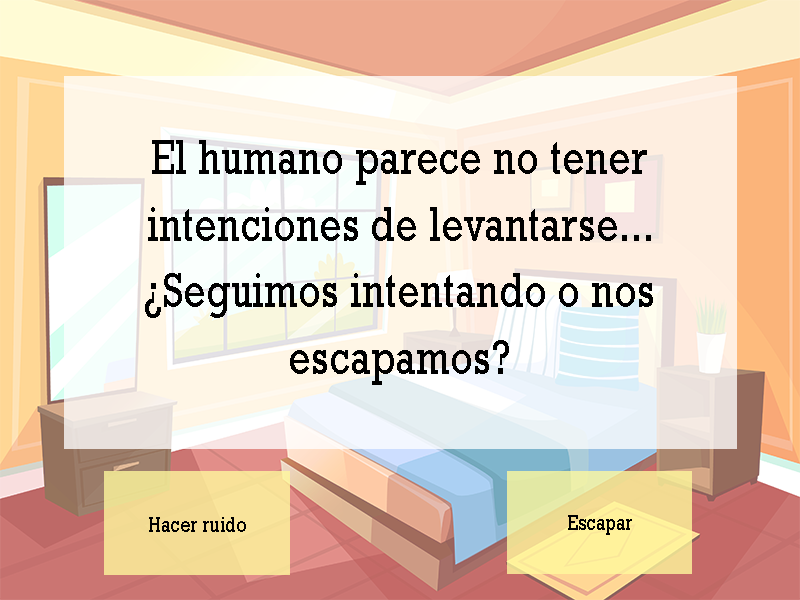 El humano parece no tener
intenciones de levantarse...
¿Seguimos intentando o nos
escapamos?
Hacer ruido
Escapar